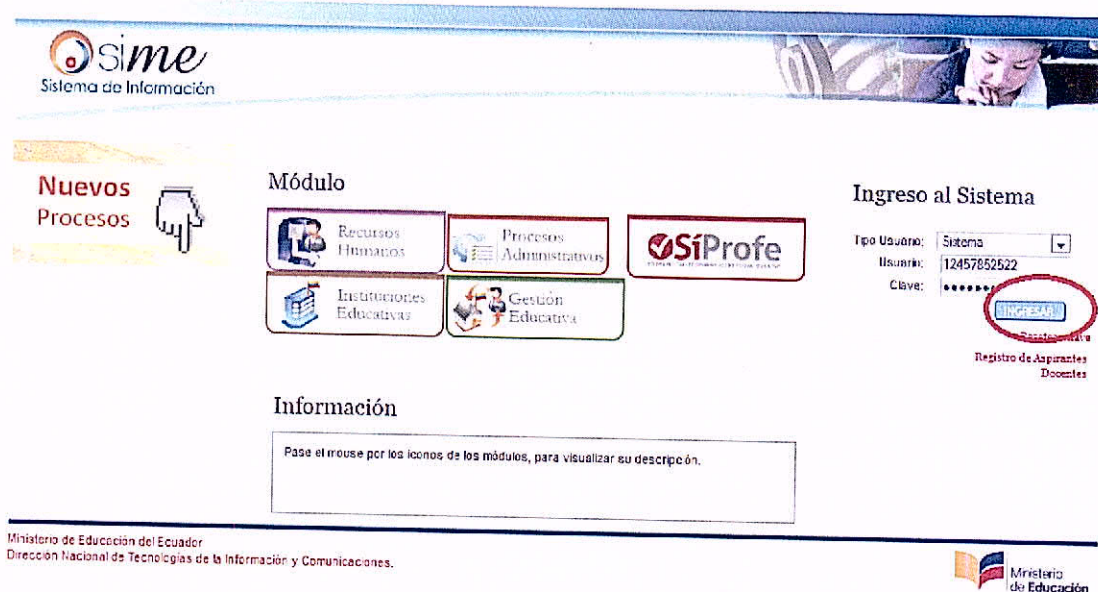 sime
Sistema de Información
Nuevos
Procesos
Módulo
Recursos
Humanos
Procesos
Administrativos
SíProfe
Instituciones
Educativas
Gestión
Educativa
Ingreso al Sistema
Tipo Usuario: Sistema
Usuario: 12457852522
Clave:
INGRESAR
Registro de Aspirantes
Docentes
Información
Pase el mouse por los iconos de los módulos, para visualizar su descripción.
Ministerio de Educación del Ecuador
Dirección Nacional de Tecnologías de la Información y Comunicaciones.
Ministerio
de Educación